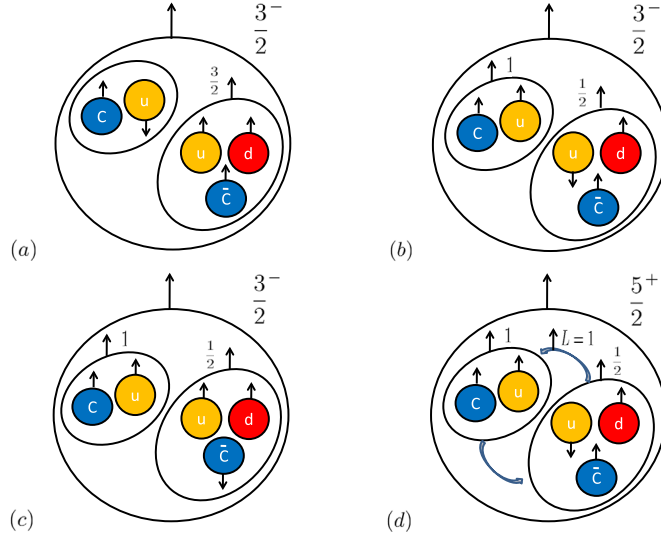 3/2⁻
3/2
C u
u d
C̄
(a)
3/2⁻
1
1/2
C u
u d
C̄
(b)
3/2⁻
1
1/2
C u
u d
C̄
(c)
5/2⁺
1
L=1
1/2
C u
u d
C̄
(d)